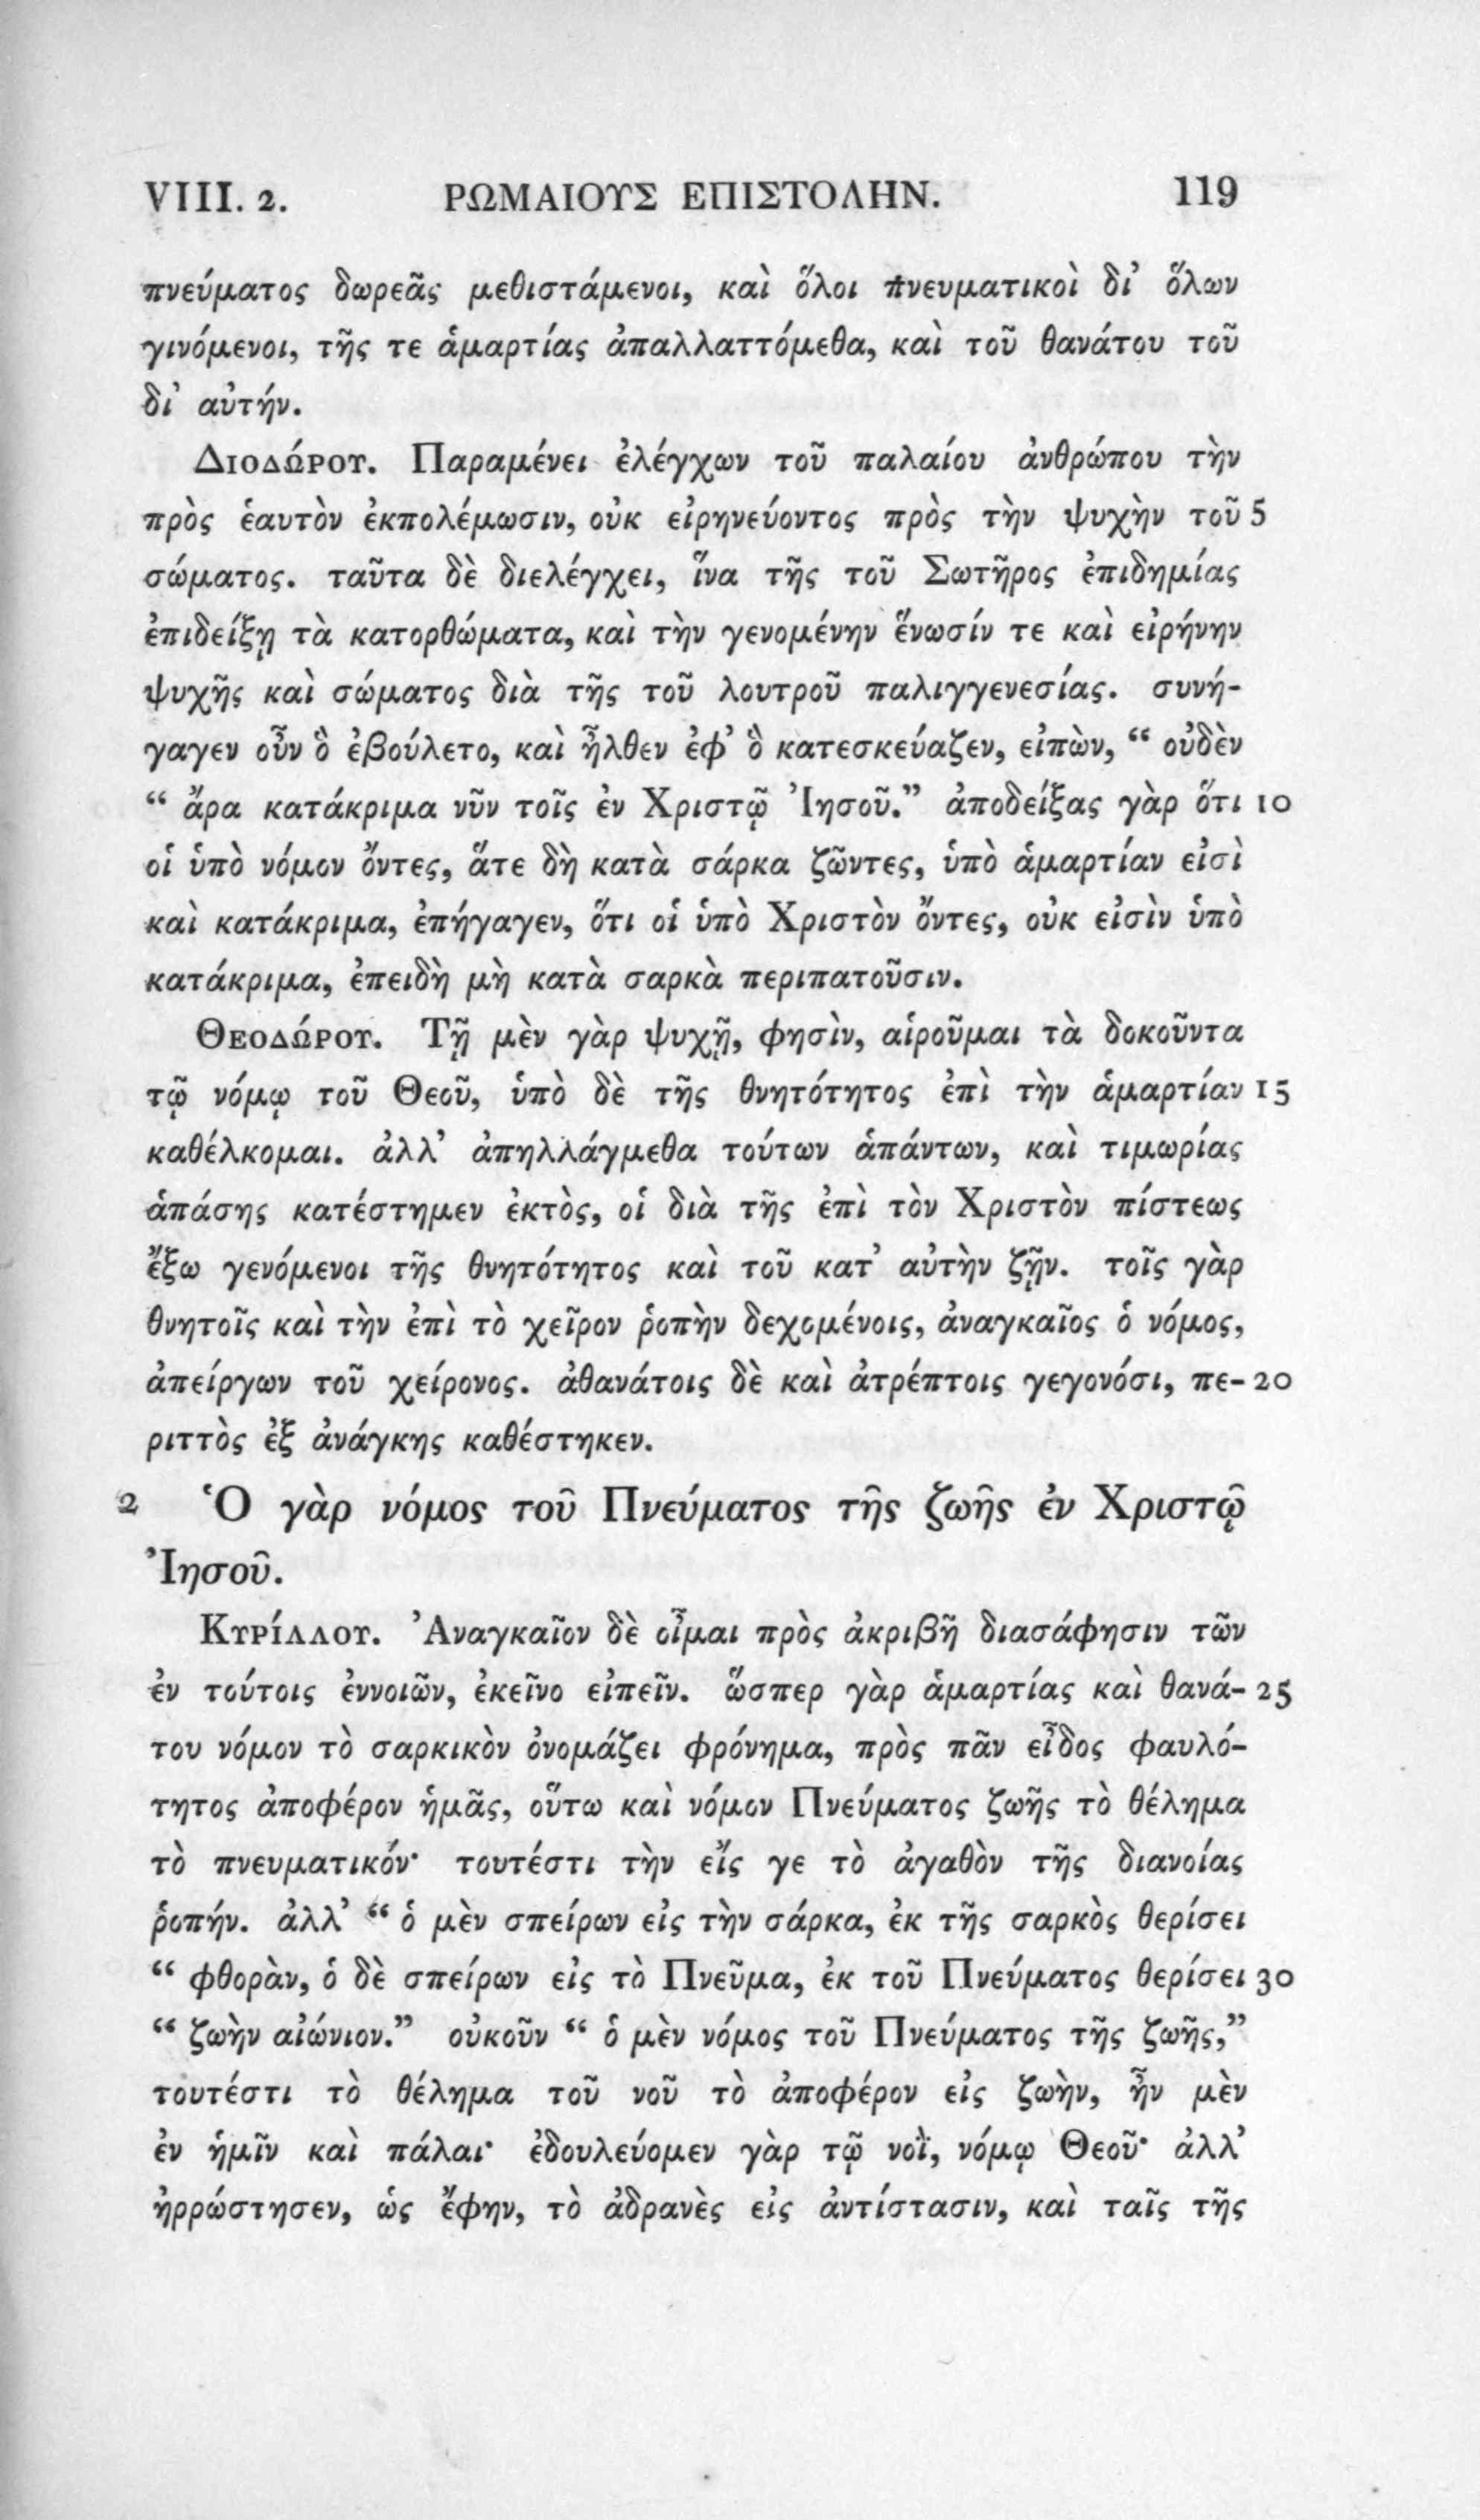 VIII. 2. ΡΩΜΑΙΟΥΣ ΕΠΙΣΤΟΛΗΝ. 119
πνεύματος δωρεᾶς μεθιστάμενοι, καὶ ὅλοι πνευματικοὶ δι’ ὅλων
γινόμενοι, τῆς τε ἁμαρτίας ἀπαλλαττόμεθα, καὶ τοῦ θανάτου τοῦ
δι’ αὐτήν.
ΔΙΟΔΏΡΟΥ. Παραμένει ἐλέγχων τοῦ παλαίου ἀνθρώπου τὴν
πρὸς ἑαυτὸν ἐκπολέμωσιν, οὐκ εἰρηνεύοντος πρὸς τὴν ψυχὴν τοῦ 5
σώματος. ταῦτα δὲ διελέγχει, ἵνα τῆς τοῦ Σωτῆρος ἐπιδημίας
ἐπιδείξῃ τὰ κατορθώματα, καὶ τὴν γενομένην ἕνωσίν τε καὶ εἰρήνην
ψυχῆς καὶ σώματος διὰ τῆς τοῦ λουτροῦ παλιγγενεσίας. συνή-
γαγεν οὖν ὃ ἐβούλετο, καὶ ἦλθεν ἐφ’ ὃ κατεσκεύαζεν, εἰπὼν, “ οὐδὲν
“ ἄρα κατάκριμα νῦν τοῖς ἐν Χριστῷ Ἰησοῦ.” ἀποδείξας γὰρ ὅτι 10
οἱ ὑπὸ νόμον ὄντες, ἅτε δὴ κατὰ σάρκα ζῶντες, ὑπὸ ἁμαρτίαν εἰσὶ
καὶ κατάκριμα, ἐπήγαγεν, ὅτι οἱ ὑπὸ Χριστὸν ὄντες, οὐκ εἰσὶν ὑπὸ
κατάκριμα, ἐπειδὴ μὴ κατὰ σαρκὰ περιπατοῦσιν.
ΘΕΟΔΏΡΟΥ. Τῇ μὲν γὰρ ψυχῇ, φησὶν, αἱροῦμαι τὰ δοκοῦντα
τῷ νόμῳ τοῦ Θεοῦ, ὑπὸ δὲ τῆς θνητότητος ἐπὶ τὴν ἁμαρτίαν 15
καθέλκομαι. ἀλλ’ ἀπηλλάγμεθα τούτων ἁπάντων, καὶ τιμωρίας
ἁπάσης κατέστημεν ἐκτὸς, οἱ διὰ τῆς ἐπὶ τὸν Χριστὸν πίστεως
ἔξω γενόμενοι τῆς θνητότητος καὶ τοῦ κατ’ αὐτὴν ζῇν. τοῖς γὰρ
θνητοῖς καὶ τὴν ἐπὶ τὸ χεῖρον ῥοπὴν δεχομένοις, ἀναγκαῖος ὁ νόμος,
ἀπείργων τοῦ χείρονος. ἀθανάτοις δὲ καὶ ἀτρέπτοις γεγονόσι, πε- 20
ριττὸς ἐξ ἀνάγκης καθέστηκεν.
2 Ὁ γὰρ νόμος τοῦ Πνεύματος τῆς ζωῆς ἐν Χριστῷ
Ἰησοῦ.
ΚΥΡΊΛΛΟΥ. Ἀναγκαῖον δὲ οἶμαι πρὸς ἀκριβῆ διασάφησιν τῶν
ἐν τούτοις ἐννοιῶν, ἐκεῖνο εἰπεῖν. ὥσπερ γὰρ ἁμαρτίας καὶ θανά- 25
του νόμον τὸ σαρκικὸν ὀνομάζει φρόνημα, πρὸς πᾶν εἶδος φαυλό-
τητος ἀποφέρον ἡμᾶς, οὕτω καὶ νόμον Πνεύματος ζωῆς τὸ θέλημα
τὸ πνευματικόν· τουτέστι τὴν εἴς γε τὸ ἀγαθὸν τῆς διανοίας
ῥοπήν. ἀλλ’ “ ὁ μὲν σπείρων εἰς τὴν σάρκα, ἐκ τῆς σαρκὸς θερίσει
“ φθορὰν, ὁ δὲ σπείρων εἰς τὸ Πνεῦμα, ἐκ τοῦ Πνεύματος θερίσει 30
“ ζωὴν αἰώνιον.” οὐκοῦν “ ὁ μὲν νόμος τοῦ Πνεύματος τῆς ζωῆς,”
τουτέστι τὸ θέλημα τοῦ νοῦ τὸ ἀποφέρον εἰς ζωὴν, ἦν μὲν
ἐν ἡμῖν καὶ πάλαι· ἐδουλεύομεν γὰρ τῷ νοῒ, νόμῳ Θεοῦ· ἀλλ’
ἠρρώστησεν, ὡς ἔφην, τὸ ἀδρανὲς εἰς ἀντίστασιν, καὶ ταῖς τῆς